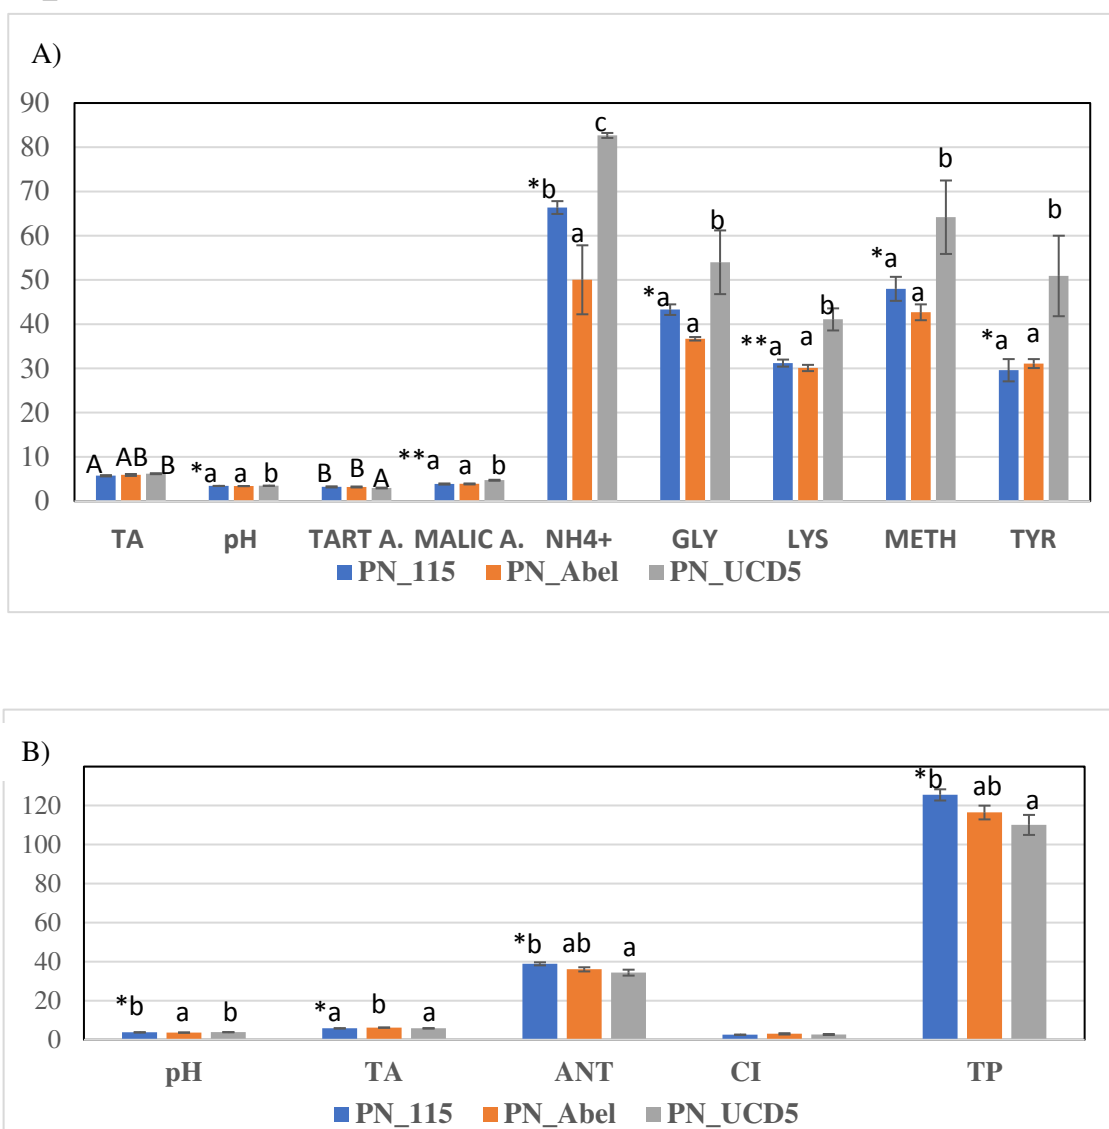 A)
90
80
70
60
50
40
30
20
10
0
A AB B *a a b B B A **a a b *b a c *a a b **a a b *a a b *a a b
TA pH TART A. MALIC A. NH4+ GLY LYS METH TYR
PN_115 PN_Abel PN_UCD5
B)
120
100
80
60
40
20
0
*b a b *a b a *b ab a *b ab a
pH TA ANT CI TP
PN_115 PN_Abel PN_UCD5